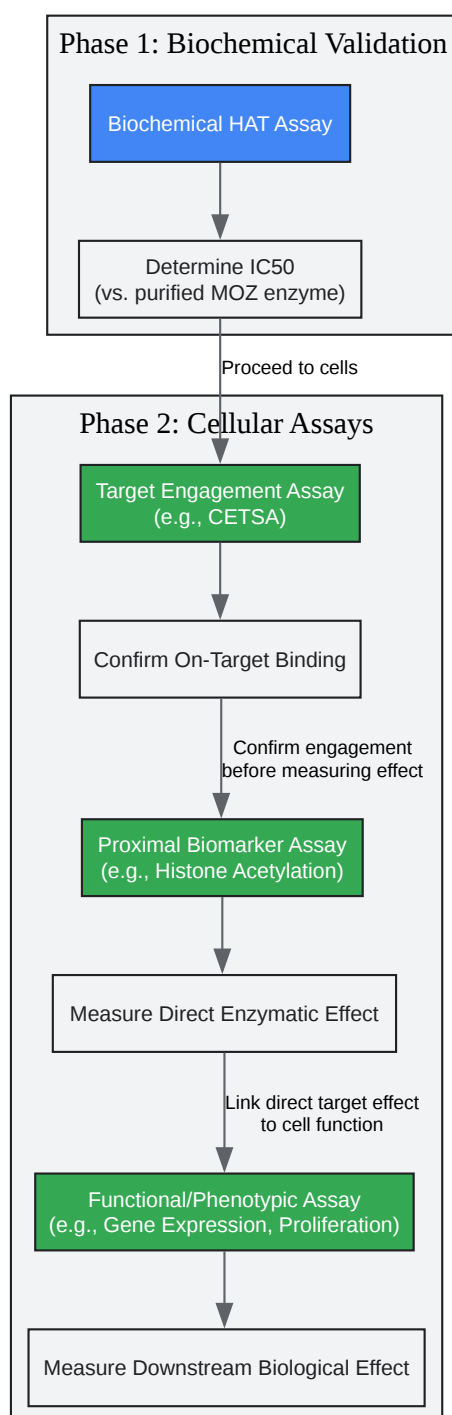 Phase 1: Biochemical Validation
Biochemical HAT Assay
Determine IC50
(vs. purified MOZ enzyme)
Proceed to cells
Phase 2: Cellular Assays
Target Engagement Assay
(e.g., CETSA)
Confirm On-Target Binding
Confirm engagement
before measuring effect
Proximal Biomarker Assay
(e.g., Histone Acetylation)
Measure Direct Enzymatic Effect
Link direct target effect
to cell function
Functional/Phenotypic Assay
(e.g., Gene Expression, Proliferation)
Measure Downstream Biological Effect